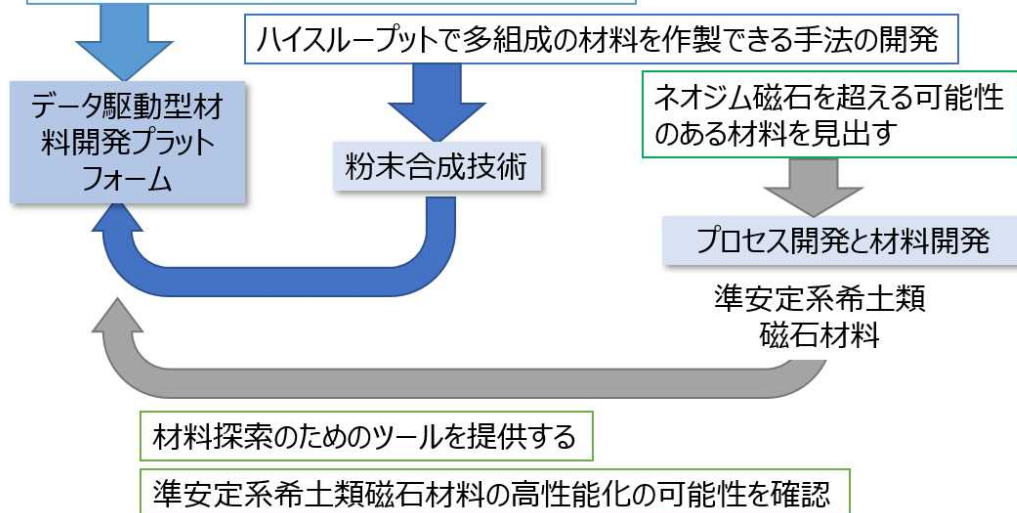 ハイスループットで多組成の材料を作製できる手法の開発
データ駆動型材
料開発プラット
フォーム
粉末合成技術
ネオジム磁石を超える可能性
のある材料を見出す
プロセス開発と材料開発
準安定系希土類
磁石材料
材料探索のためのツールを提供する
準安定系希土類磁石材料の高性能化の可能性を確認